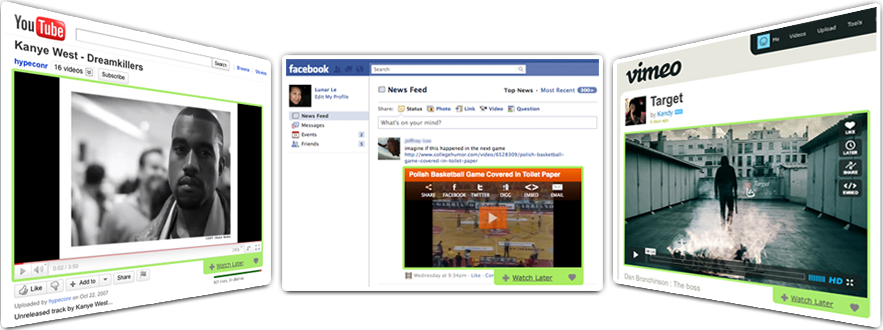 YouTube
Search
Browse
Kanye West - Dreamkillers
hypeconr 16 videos Subscribe
0:02 / 3:50
Watch Later
Like
Add to
Share
Uploaded by hypeconr on Oct 22, 2007
Unreleased track by Kanye West...
facebook
Search
Lunar Le
Edit My Profile
News Feed
Messages
Events 2
Friends 5
News Feed
Top News · Most Recent 300+
Share: Status Photo Link Video Question
What's on your mind?
imagine if this happened in the next game
http://www.collegehumor.com/video/6528309/polish-basketball-
game-covered-in-toilet-paper
Polish Basketball Game Covered in Toilet Paper
SHARE FACEBOOK TWITTER DIGG EMBED EMAIL
Wednesday at 9:34pm · Like ·
Watch Later
Me Videos Upload Tools
vimeo
Target
by Kandy
LIKE
LATER
SHARE
EMBED
Target
HD
Dan Bronchinson : The boss
Watch Later